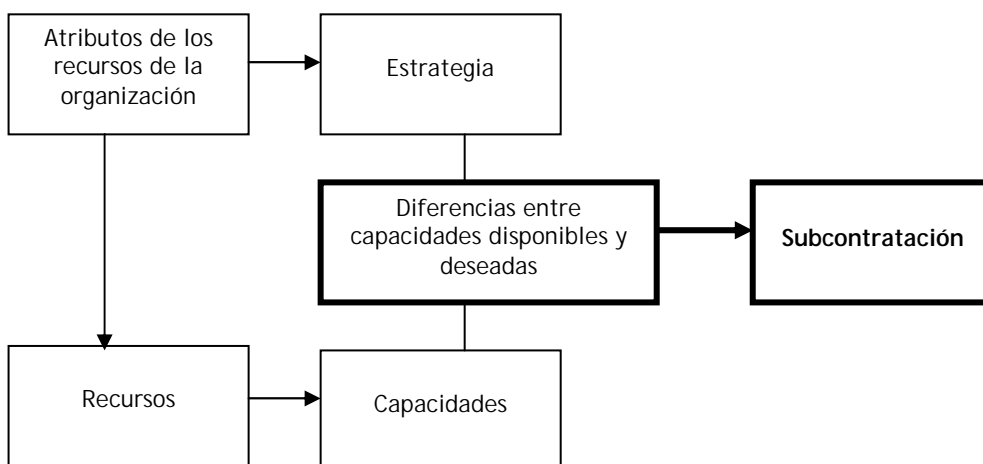 Atributos de los
recursos de la
organización
Estrategia
Diferencias entre
capacidades disponibles y
deseadas
Subcontratación
Recursos
Capacidades